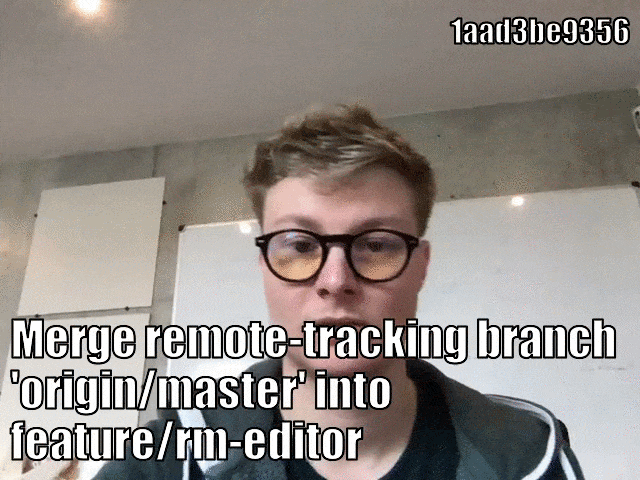 1aad3be9356
Merge remote-tracking branch
'origin/master' into
feature/rm-editor